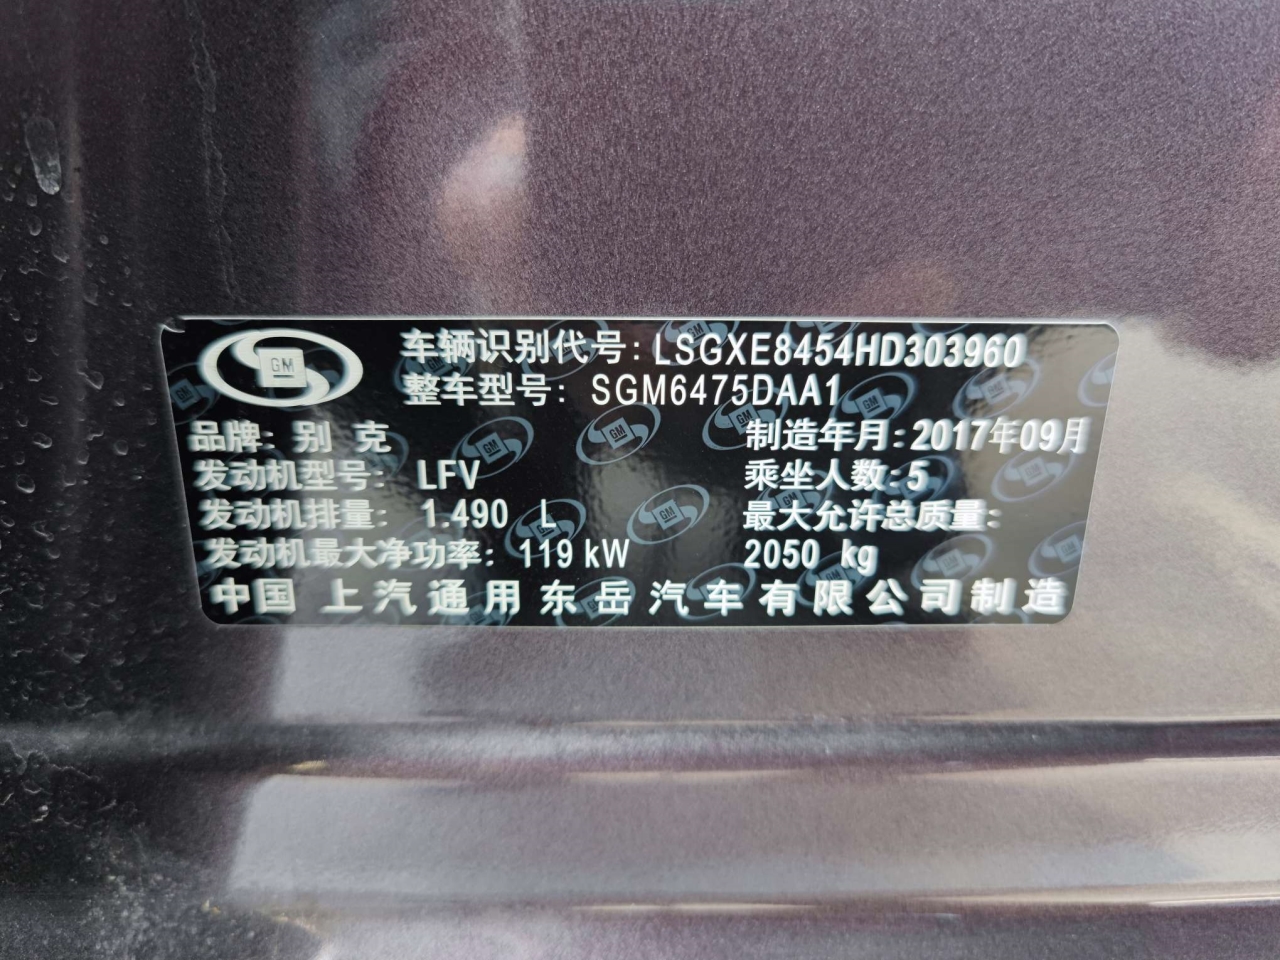 GM
车辆识别代号: LSGXE8454HD303960
整车型号: SGM6475DAA1
品牌: 别 克
制造年月: 2017年09月
发动机型号: LFV
乘坐人数: 5
发动机排量: 1.490 L
最大允许总质量:
发动机最大净功率: 119 kW
2050 kg
中国 上汽通用东岳汽车有限公司制造